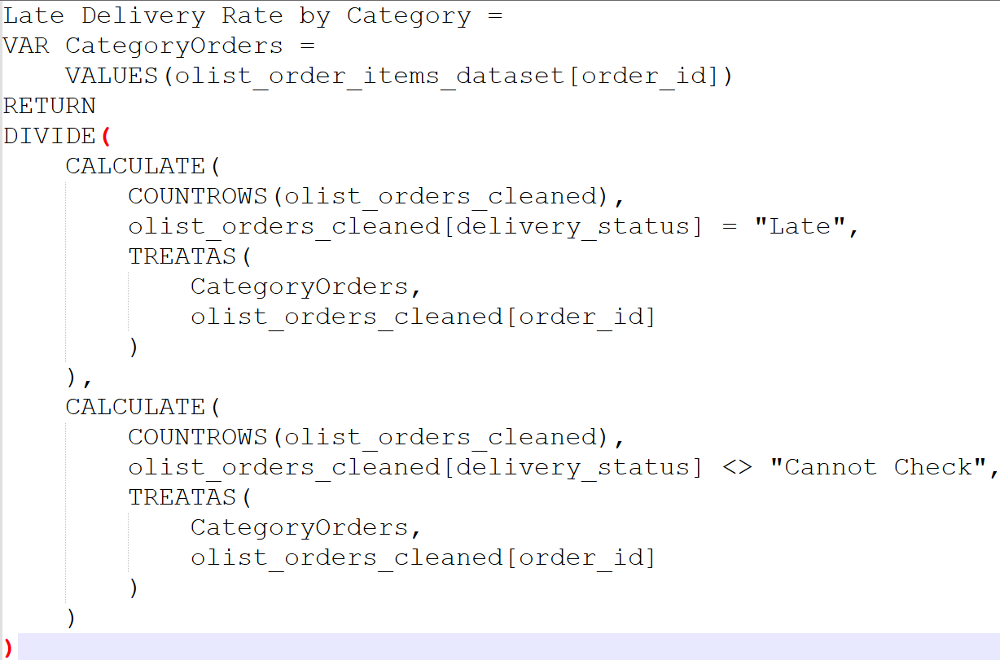 Late Delivery Rate by Category =
VAR CategoryOrders =
    VALUES(olist_order_items_dataset[order_id])
RETURN
DIVIDE(
    CALCULATE(
        COUNTROWS(olist_orders_cleaned),
        olist_orders_cleaned[delivery_status] = "Late",
        TREATAS(
            CategoryOrders,
            olist_orders_cleaned[order_id]
        )
    ),
    CALCULATE(
        COUNTROWS(olist_orders_cleaned),
        olist_orders_cleaned[delivery_status] <> "Cannot Check",
        TREATAS(
            CategoryOrders,
            olist_orders_cleaned[order_id]
        )
    )
)